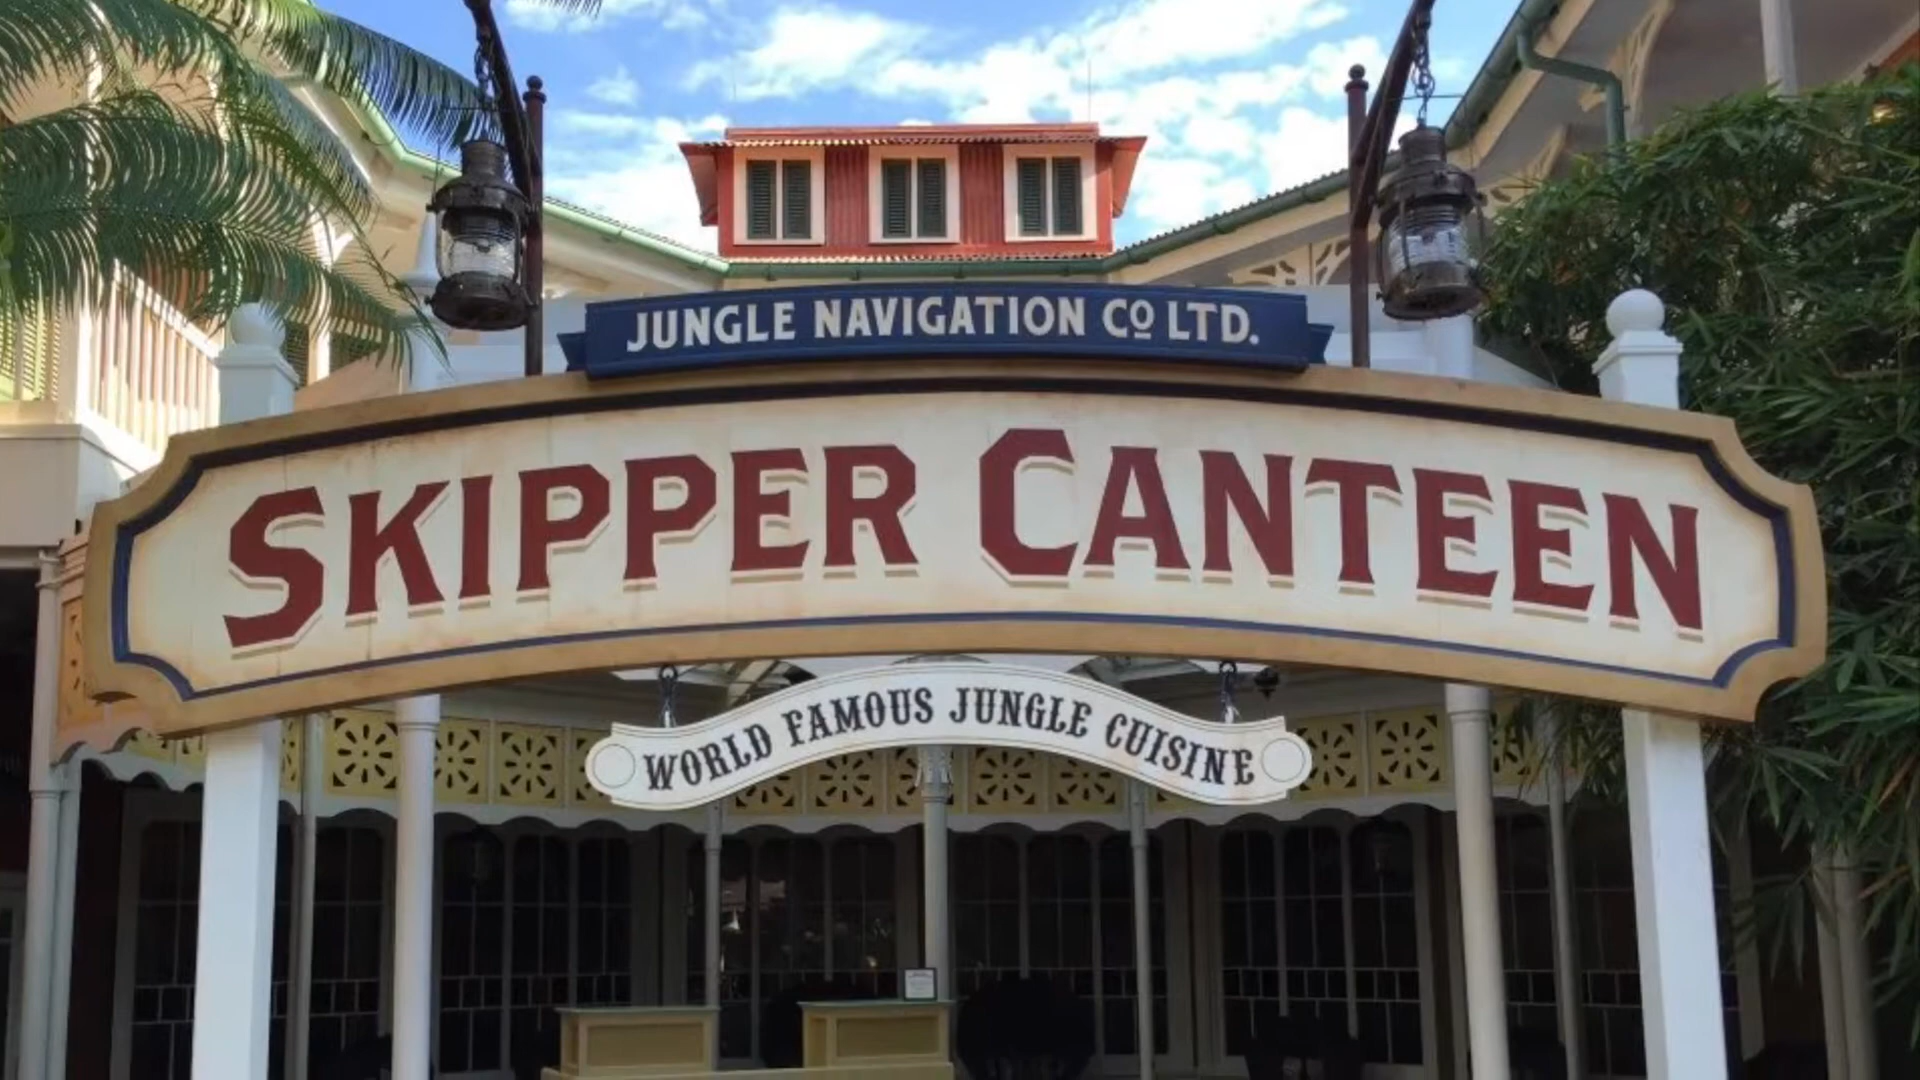 JUNGLE NAVIGATION Co LTD.
SKIPPER CANTEEN
WORLD FAMOUS JUNGLE CUISINE